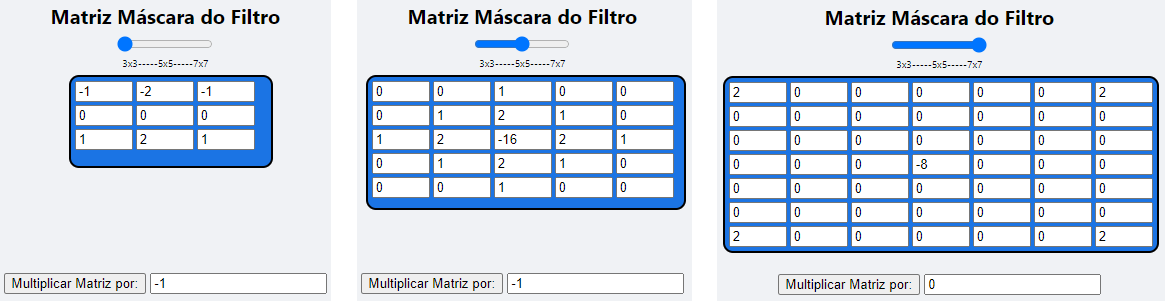 Matriz Máscara do Filtro
3x3-----5x5-----7x7
-1 -2 -1
0 0 0
1 2 1
Multiplicar Matriz por: -1
Matriz Máscara do Filtro
3x3-----5x5-----7x7
0 0 1 0 0
0 1 2 1 0
1 2 -16 2 1
0 1 2 1 0
0 0 1 0 0
Multiplicar Matriz por: -1
Matriz Máscara do Filtro
3x3-----5x5-----7x7
2 0 0 0 0 0 2
0 0 0 0 0 0 0
0 0 0 0 0 0 0
0 0 0 -8 0 0 0
0 0 0 0 0 0 0
0 0 0 0 0 0 0
2 0 0 0 0 0 2
Multiplicar Matriz por: 0